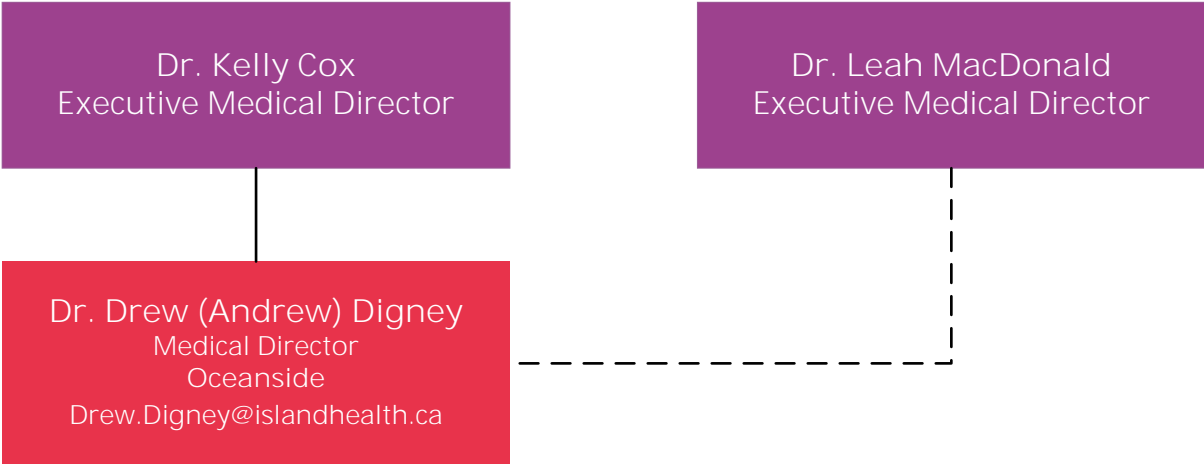 Dr. Kelly Cox
Executive Medical Director
Dr. Leah MacDonald
Executive Medical Director
Dr. Drew (Andrew) Digney
Medical Director
Oceanside
Drew.Digney@islandhealth.ca